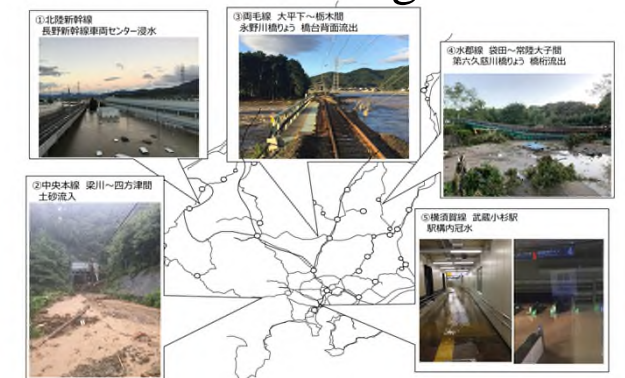 ①北陸新幹線
長野新幹線車両センター浸水
③両毛線 大平下～栃木間
永野川橋りょう 橋台背面流出
④水郡線 袋田～常陸大子間
第六久慈川橋りょう 橋桁流出
②中央本線 梁川～四方津間
土砂流入
⑤横須賀線 武蔵小杉駅
駅構内冠水